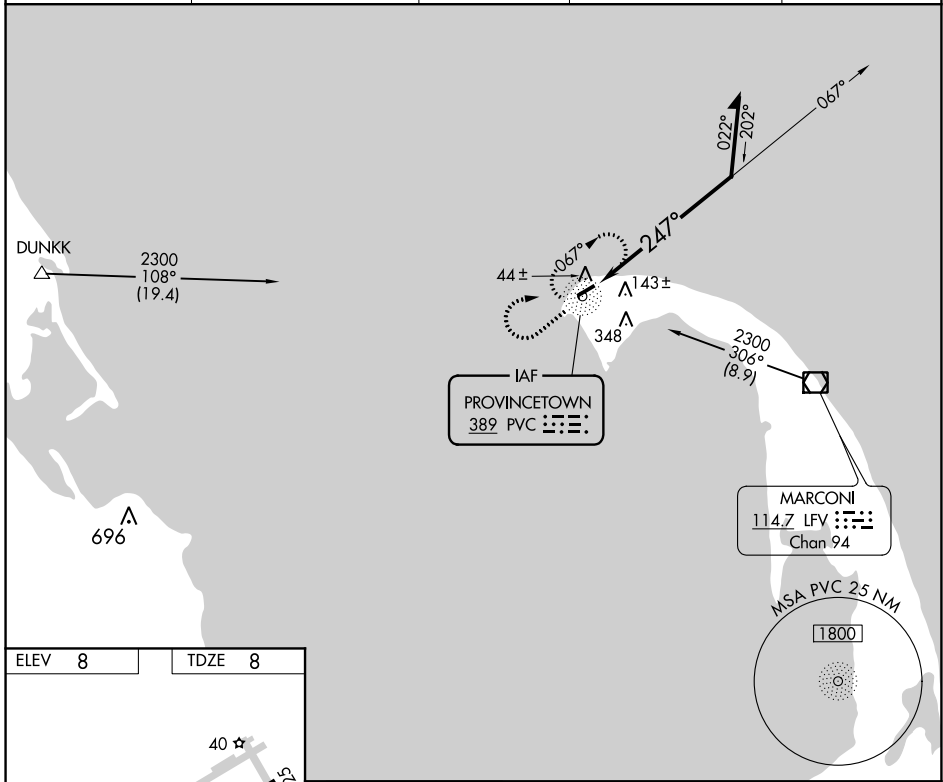 067°
022°
202°
247°
067°
DUNKK
2300
108°
(19.4)
44±
143±
348
2300
306°
(8.9)
IAF
PROVINCETOWN
389 PVC
MARCONI
114.7 LFV
Chan 94
696
MSA PVC 25 NM
1800
ELEV 8
TDZE 8
40
25